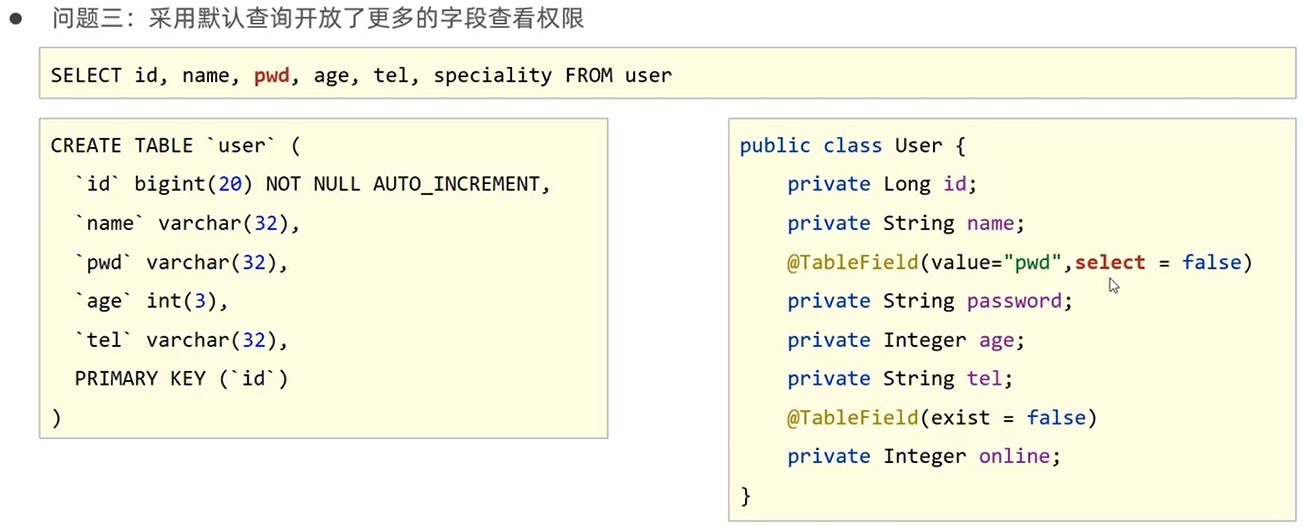 ● 问题三：采用默认查询开放了更多的字段查看权限
SELECT id, name, pwd, age, tel, speciality FROM user
CREATE TABLE `user` (
`id` bigint(20) NOT NULL AUTO_INCREMENT,
`name` varchar(32),
`pwd` varchar(32),
`age` int(3),
`tel` varchar(32),
PRIMARY KEY (`id`)
)
public class User {
private Long id;
private String name;
@TableField(value="pwd",select = false)
private String password;
private Integer age;
private String tel;
@TableField(exist = false)
private Integer online;
}